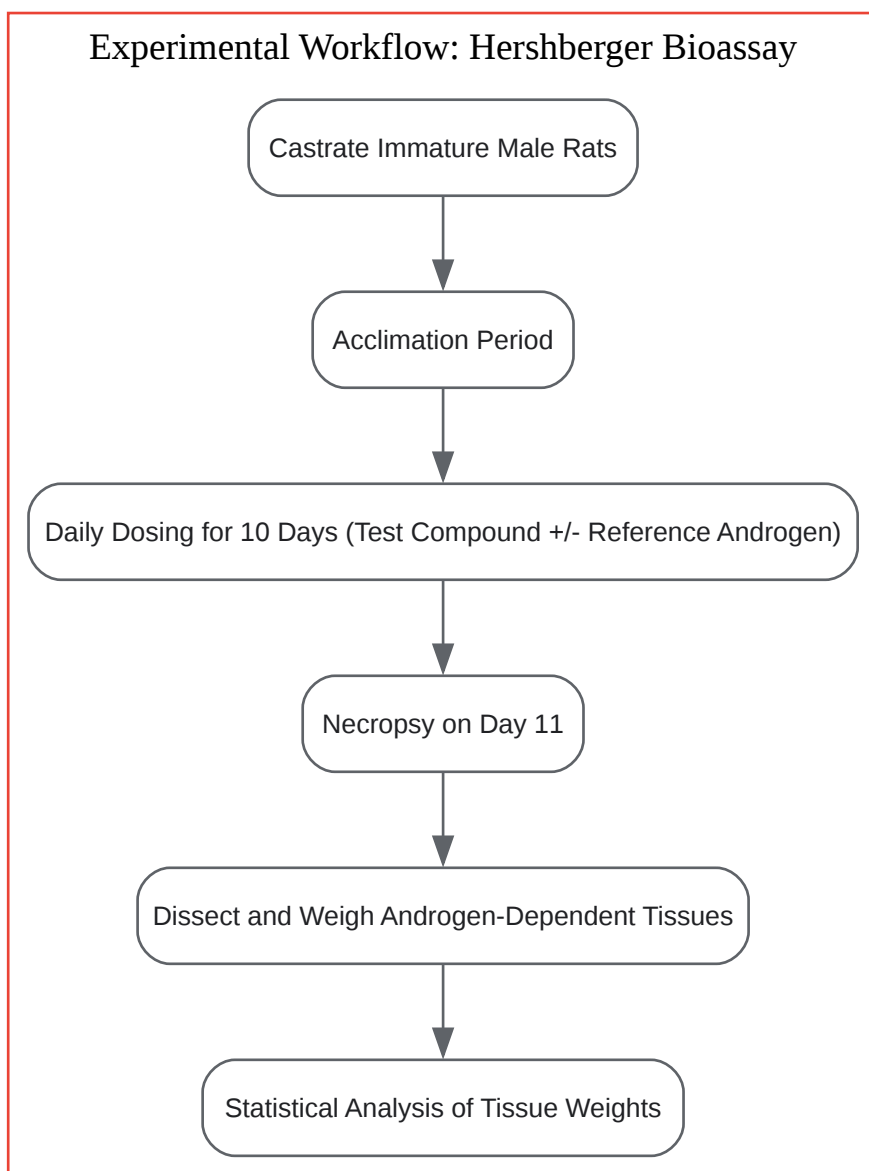 Experimental Workflow: Hershberger Bioassay
Castrate Immature Male Rats
Acclimation Period
Daily Dosing for 10 Days (Test Compound +/- Reference Androgen)
Necropsy on Day 11
Dissect and Weigh Androgen-Dependent Tissues
Statistical Analysis of Tissue Weights